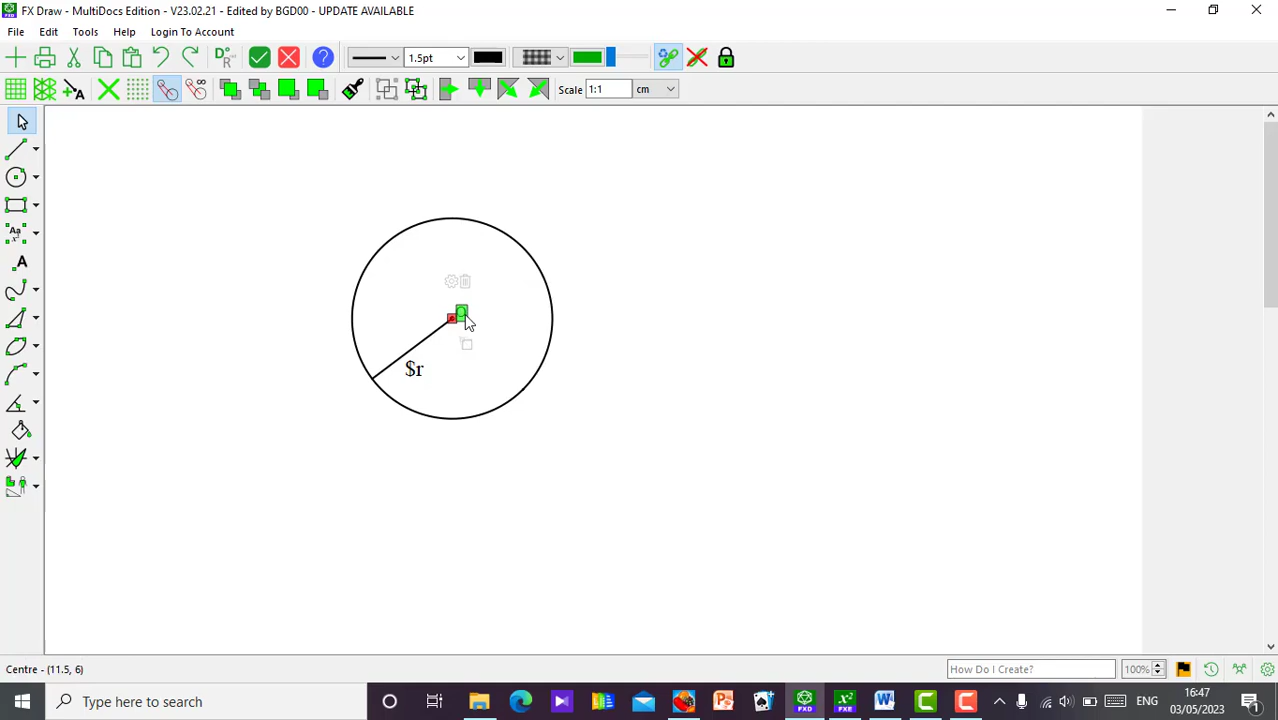 FX Draw - MultiDocs Edition - V23.02.21 - Edited by BGD00 - UPDATE AVAILABLE
File Edit Tools Help Login To Account
1.5pt
Scale 1:1 cm
$r
Centre - (11.5, 6)
How Do I Create?
100%
Type here to search
ENG
16:47
03/05/2023